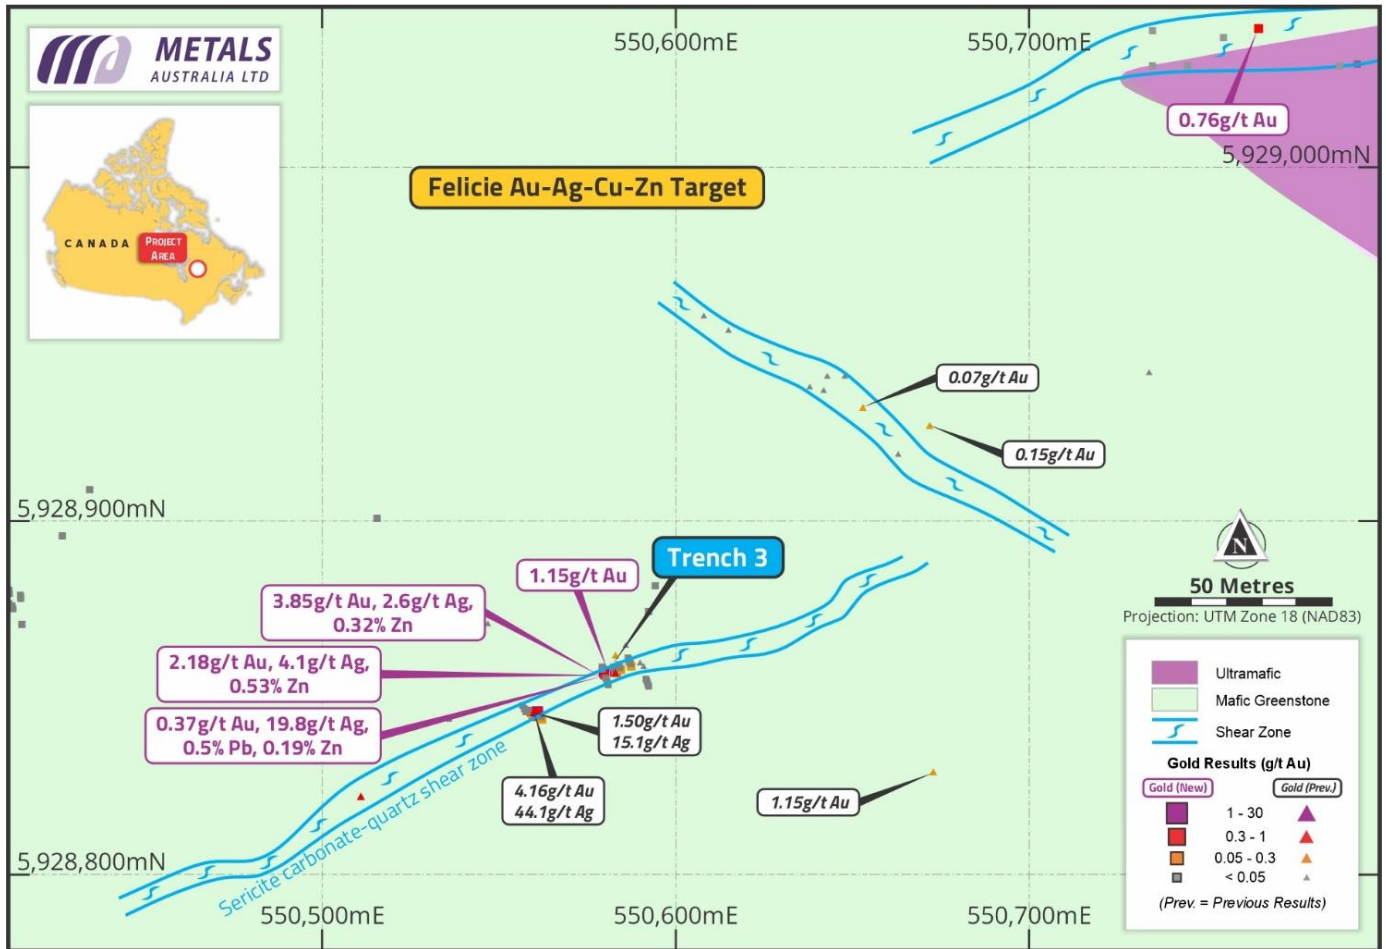 METALS
AUSTRALIA LTD
550,600mE
550,700mE
0.76g/t Au
5,929,000mN
Felicie Au-Ag-Cu-Zn Target
CANADA
PROJECT
AREA
0.07g/t Au
0.15g/t Au
5,928,900mN
Trench 3
1.15g/t Au
3.85g/t Au, 2.6g/t Ag,
0.32% Zn
2.18g/t Au, 4.1g/t Ag,
0.53% Zn
0.37g/t Au, 19.8g/t Ag,
0.5% Pb, 0.19% Zn
1.50g/t Au
15.1g/t Ag
4.16g/t Au
44.1g/t Ag
1.15g/t Au
Sericite carbonate-quartz shear zone
5,928,800mN
550,500mE
550,600mE
550,700mE
N
50 Metres
Projection: UTM Zone 18 (NAD83)
Ultramafic
Mafic Greenstone
Shear Zone
Gold Results (g/t Au)
Gold (New) Gold (Prev.)
1 - 30
0.3 - 1
0.05 - 0.3
< 0.05
(Prev. = Previous Results)